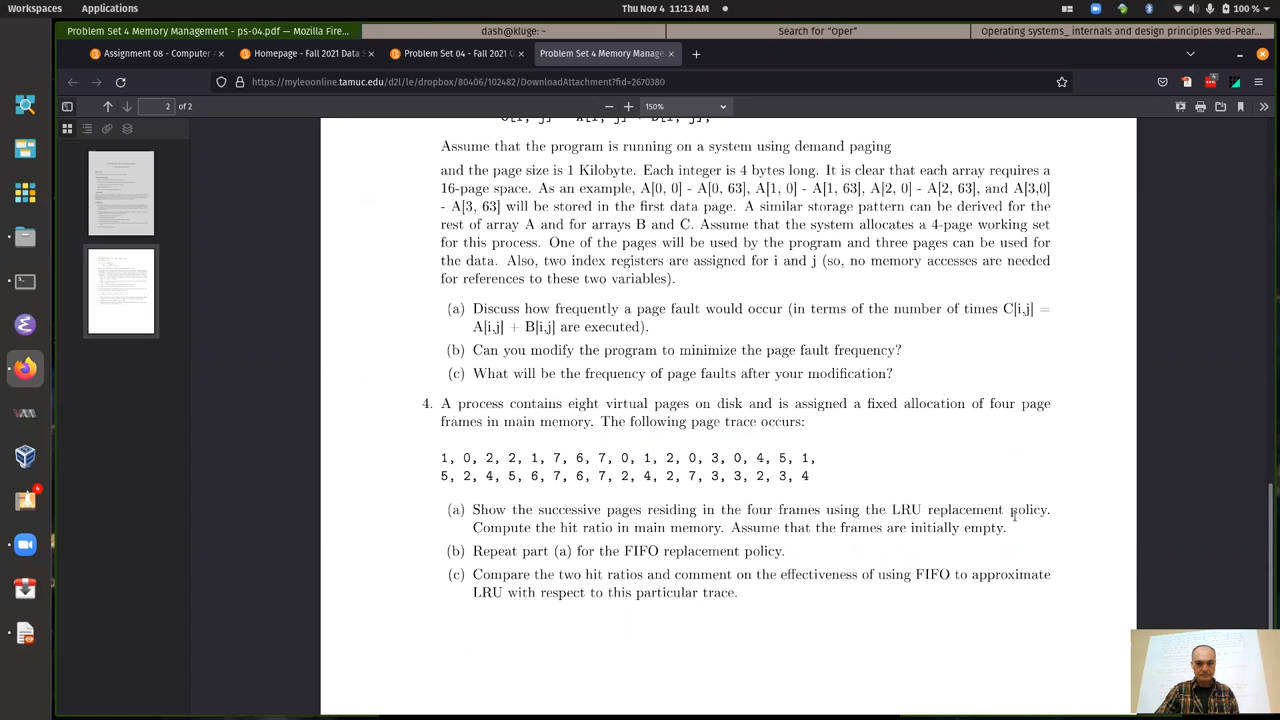 Workspaces Applications Thu Nov 4 11:13 AM 100 %
Problem Set 4 Memory Management - ps-04.pdf — Mozilla Fire... dash@kluge: ~ Search for "Oper" Operating systems_ internals and design principles 9ed-Pear...
Assignment 08 - Computer Homepage - Fall 2021 Data S Problem Set 04 - Fall 2021 O Problem Set 4 Memory Manage
https://myleoonline.tamuc.edu/d2l/le/dropbox/80406/102482/DownloadAttachment?fid=2670380
2 of 2 150%
C[i, j] = A[i, j] + B[i, j];
Assume that the program is running on a system using demand paging
and the page size is 1 Kilobyte. Each integer is 4 bytes long. It is clear that each array requires a
16-page space. As an example, A[0, 0] - A[0, 63], A[1, 0] - A[1, 63], A[2, 0] - A[2, 63], and A[3,0]
- A[3, 63] will be stored in the first data page. A similar storage pattern can be derived for the
rest of array A and for arrays B and C. Assume that the system allocates a 4-page working set
for this process. One of the pages will be used by the program and three pages can be used for
the data. Also, two index registers are assigned for i and j (so, no memory accesses are needed
for references to these two variables).
(a) Discuss how frequently a page fault would occur (in terms of the number of times C[i,j] =
A[i,j] + B[i,j] are executed).
(b) Can you modify the program to minimize the page fault frequency?
(c) What will be the frequency of page faults after your modification?
4. A process contains eight virtual pages on disk and is assigned a fixed allocation of four page
frames in main memory. The following page trace occurs:
1, 0, 2, 2, 1, 7, 6, 7, 0, 1, 2, 0, 3, 0, 4, 5, 1,
5, 2, 4, 5, 6, 7, 6, 7, 2, 4, 2, 7, 3, 3, 2, 3, 4
(a) Show the successive pages residing in the four frames using the LRU replacement policy.
Compute the hit ratio in main memory. Assume that the frames are initially empty.
(b) Repeat part (a) for the FIFO replacement policy.
(c) Compare the two hit ratios and comment on the effectiveness of using FIFO to approximate
LRU with respect to this particular trace.